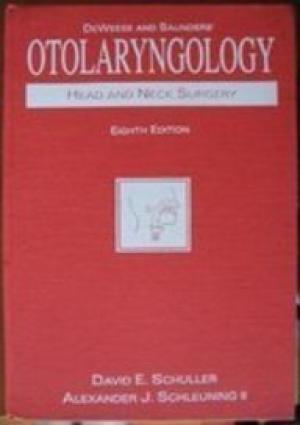 DEWEESE AND SAUNDERS'
OTOLARYNGOLOGY
HEAD AND NECK SURGERY
EIGHTH EDITION
DAVID E. SCHULLER
ALEXANDER J. SCHLEUNING II